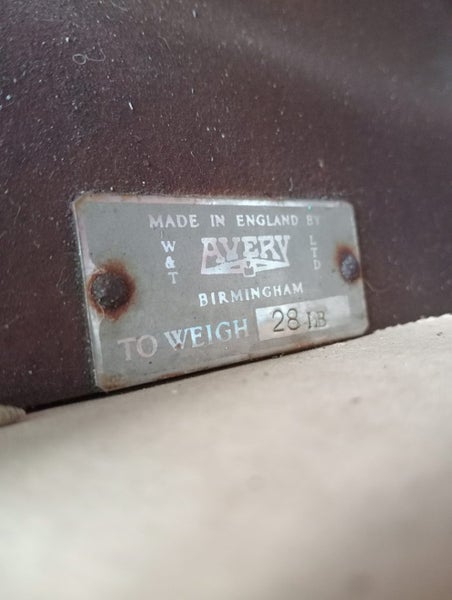 MADE IN ENGLAND BY
W&T AVERY LTD
BIRMINGHAM
TO WEIGH 28 LB